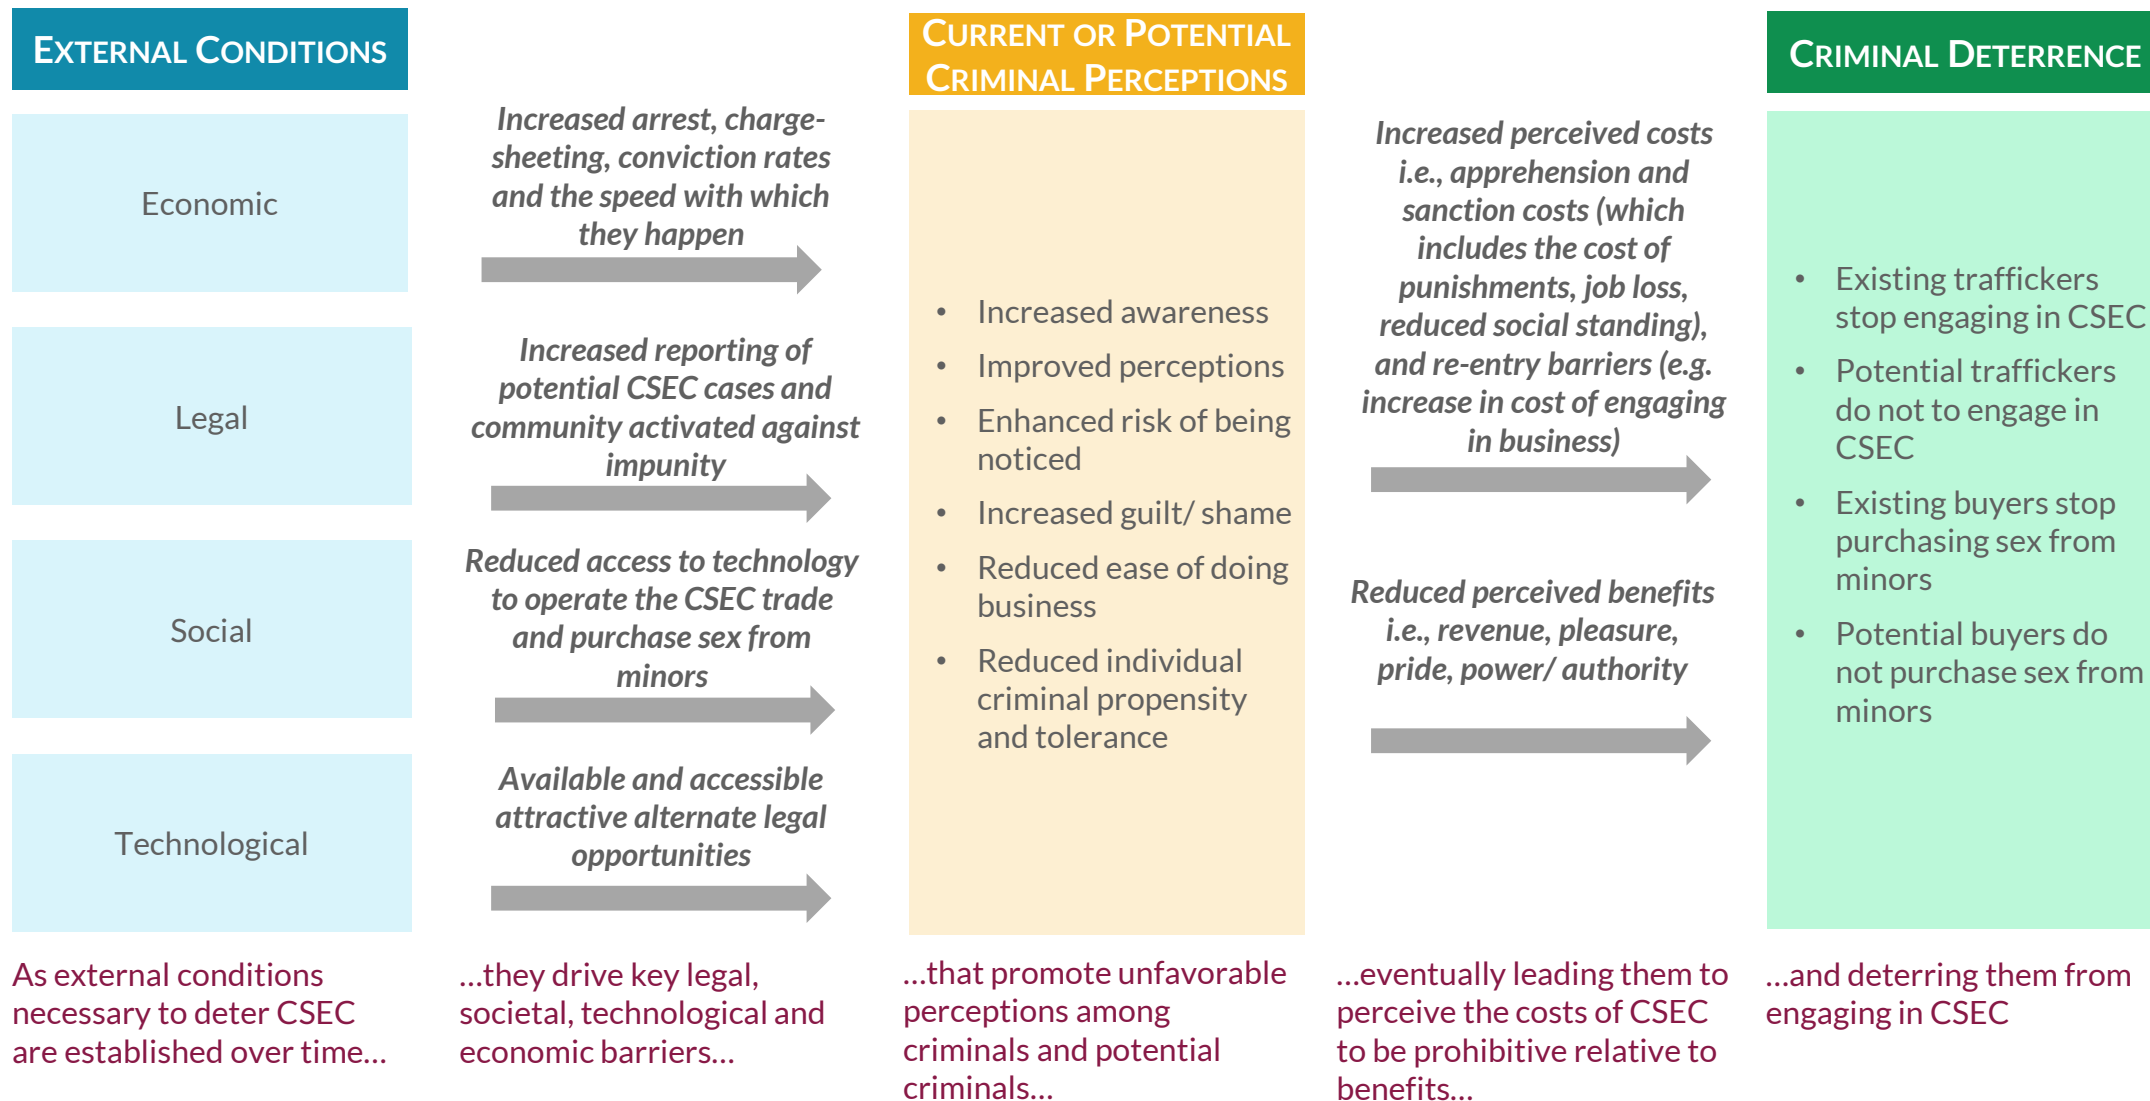 EXTERNAL CONDITIONS
Economic
Legal
Social
Technological
As external conditions
necessary to deter CSEC
are established over time…
Increased arrest, charge-
sheeting, conviction rates
and the speed with which
they happen
Increased reporting of
potential CSEC cases and
community activated against
impunity
Reduced access to technology
to operate the CSEC trade
and purchase sex from
minors
Available and accessible
attractive alternate legal
opportunities
…they drive key legal,
societal, technological and
economic barriers…
CURRENT OR POTENTIAL
CRIMINAL PERCEPTIONS
• Increased awareness
• Improved perceptions
• Enhanced risk of being
noticed
• Increased guilt/ shame
• Reduced ease of doing
business
• Reduced individual
criminal propensity
and tolerance
…that promote unfavorable
perceptions among
criminals and potential
criminals…
Increased perceived costs
i.e., apprehension and
sanction costs (which
includes the cost of
punishments, job loss,
reduced social standing),
and re-entry barriers (e.g.
increase in cost of engaging
in business)
Reduced perceived benefits
i.e., revenue, pleasure,
pride, power/ authority
…eventually leading them to
perceive the costs of CSEC
to be prohibitive relative to
benefits…
CRIMINAL DETERRENCE
• Existing traffickers
stop engaging in CSEC
• Potential traffickers
do not to engage in
CSEC
• Existing buyers stop
purchasing sex from
minors
• Potential buyers do
not purchase sex from
minors
…and deterring them from
engaging in CSEC